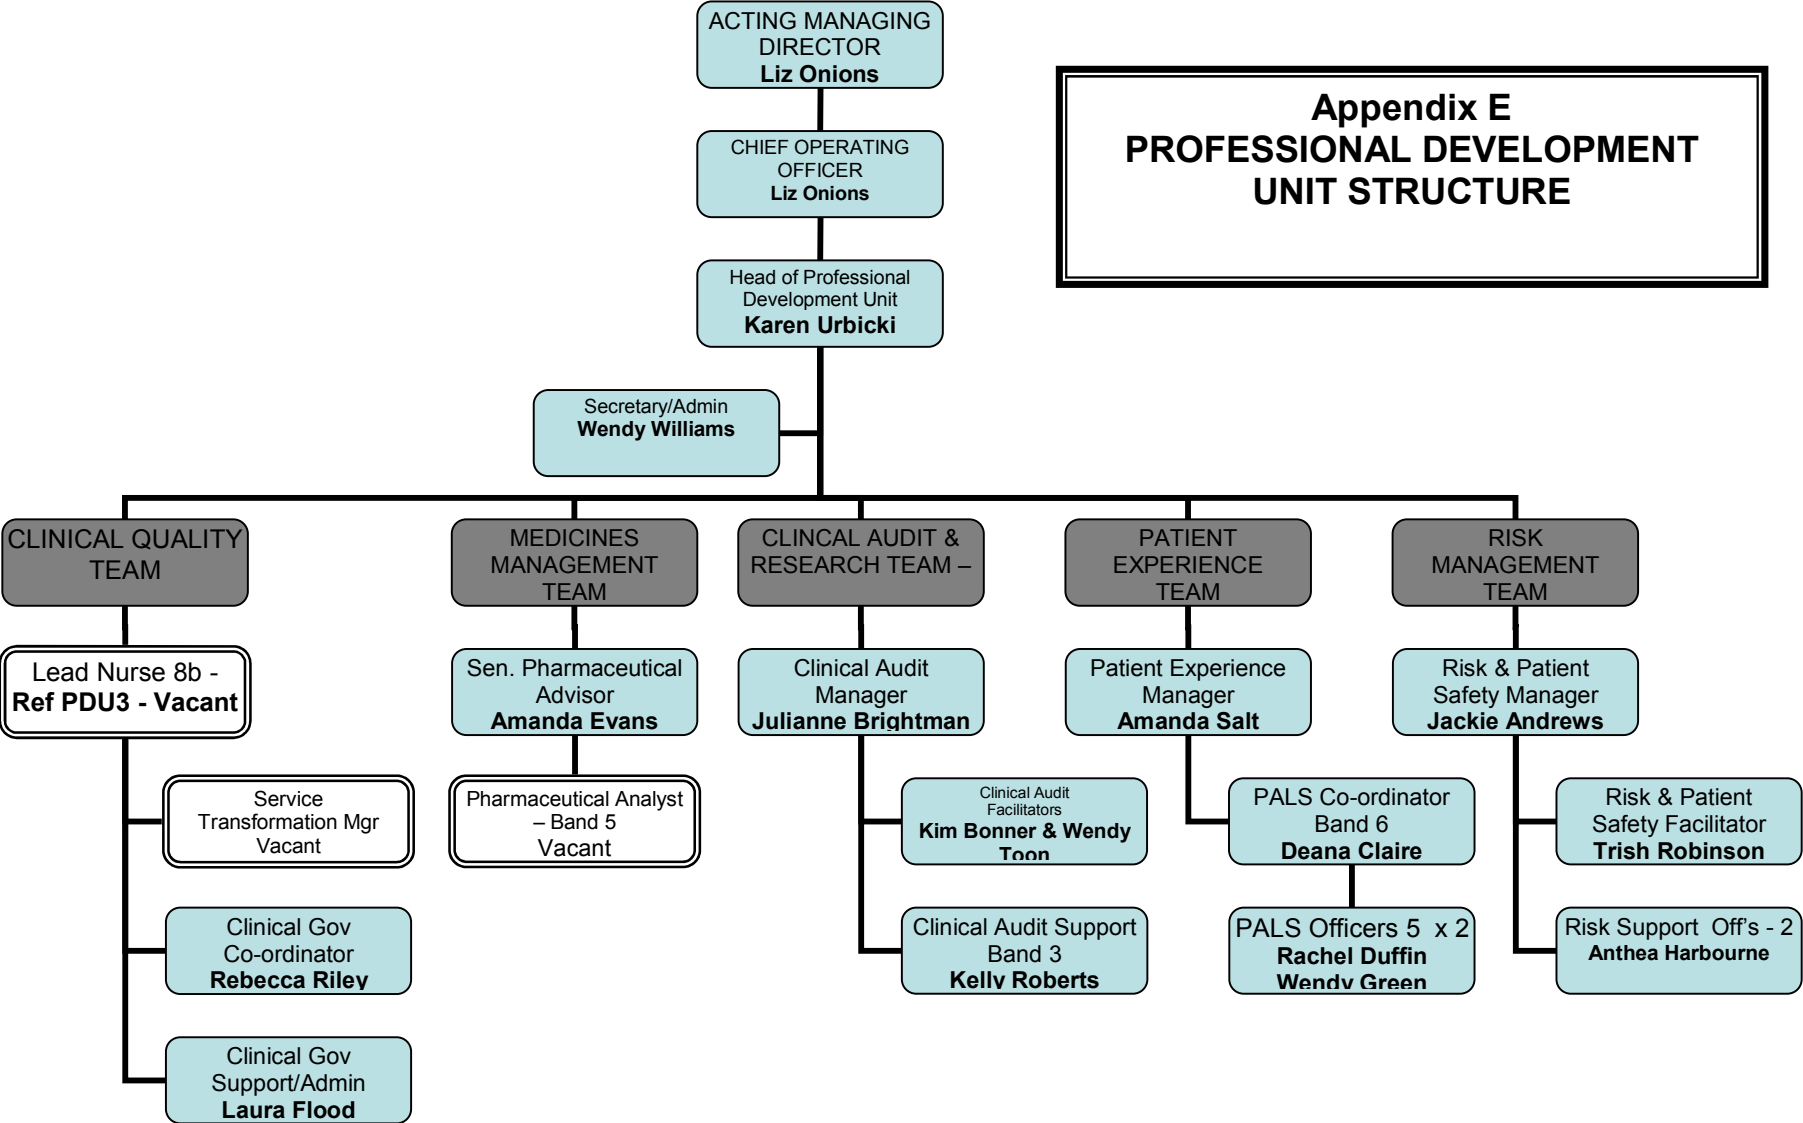 ACTING MANAGING
DIRECTOR
Liz Onions
Appendix E
PROFESSIONAL DEVELOPMENT
UNIT STRUCTURE
CHIEF OPERATING
OFFICER
Liz Onions
Head of Professional
Development Unit
Karen Urbicki
Secretary/Admin
Wendy Williams
CLINICAL QUALITY
TEAM
MEDICINES
MANAGEMENT
TEAM
CLINCAL AUDIT &
RESEARCH TEAM –
PATIENT
EXPERIENCE
TEAM
RISK
MANAGEMENT
TEAM
Lead Nurse 8b -
Ref PDU3 - Vacant
Sen. Pharmaceutical
Advisor
Amanda Evans
Clinical Audit
Manager
Julianne Brightman
Patient Experience
Manager
Amanda Salt
Risk & Patient
Safety Manager
Jackie Andrews
Service
Transformation Mgr
Vacant
Pharmaceutical Analyst
– Band 5
Vacant
Clinical Audit
Facilitators
Kim Bonner & Wendy
Toon
PALS Co-ordinator
Band 6
Deana Claire
Risk & Patient
Safety Facilitator
Trish Robinson
Clinical Gov
Co-ordinator
Rebecca Riley
Clinical Audit Support
Band 3
Kelly Roberts
PALS Officers 5 x 2
Rachel Duffin
Wendy Green
Risk Support Off's - 2
Anthea Harbourne
Clinical Gov
Support/Admin
Laura Flood